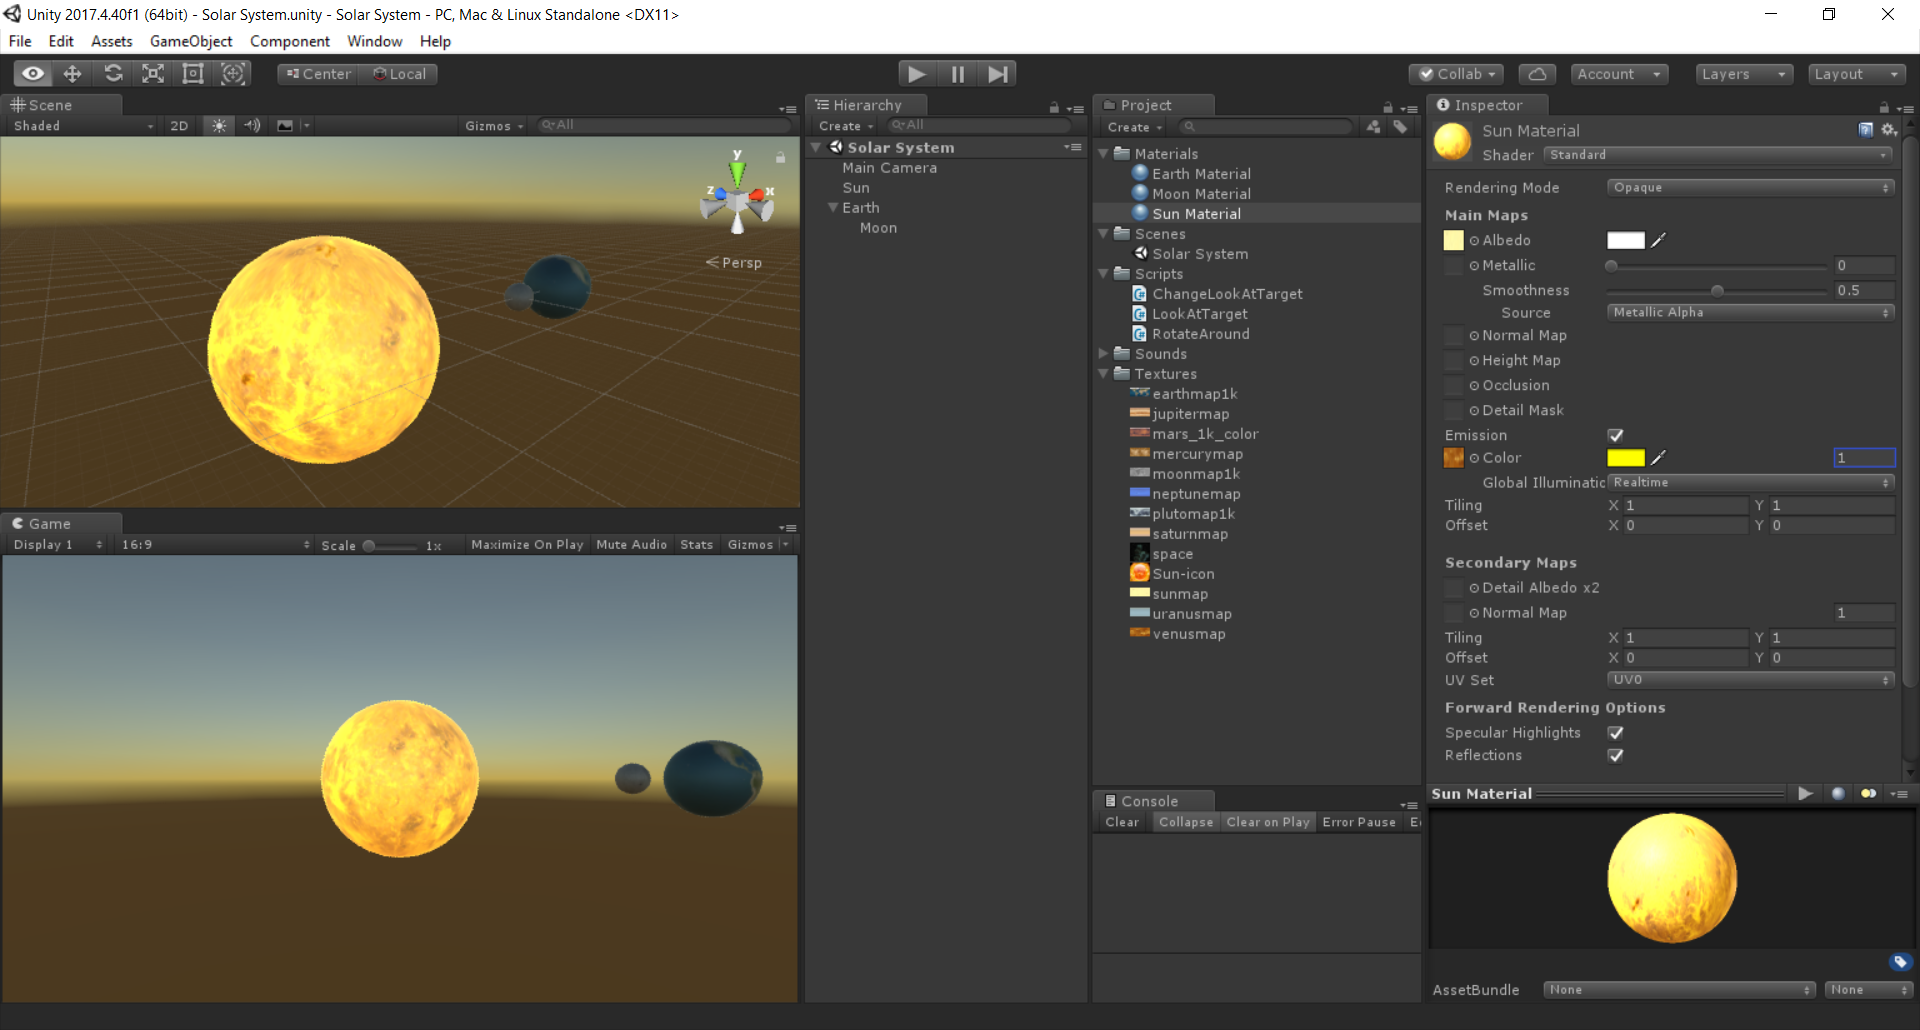 Unity 2017.4.40f1 (64bit) - Solar System.unity - Solar System - PC, Mac & Linux Standalone <DX11>
File Edit Assets GameObject Component Window Help
Center Local Collab Account Layers Layout
Scene
Shaded 2D Gizmos All
y
z x
Persp
Game
Display 1 16:9 Scale 1x Maximize On Play Mute Audio Stats Gizmos
Hierarchy
Create All
Solar System
Main Camera
Sun
Earth
Moon
Project
Create
Materials
Earth Material
Moon Material
Sun Material
Scenes
Solar System
Scripts
ChangeLookAtTarget
LookAtTarget
RotateAround
Sounds
Textures
earthmap1k
jupitermap
mars_1k_color
mercurymap
moonmap1k
neptunemap
plutomap1k
saturnmap
space
Sun-icon
sunmap
uranusmap
venusmap
Console
Clear Collapse Clear on Play Error Pause
Inspector
Sun Material
Shader Standard
Rendering Mode Opaque
Main Maps
Albedo
Metallic 0
Smoothness 0.5
Source Metallic Alpha
Normal Map
Height Map
Occlusion
Detail Mask
Emission
Color 1
Global Illuminatic Realtime
Tiling X 1 Y 1
Offset X 0 Y 0
Secondary Maps
Detail Albedo x2
Normal Map 1
Tiling X 1 Y 1
Offset X 0 Y 0
UV Set UV0
Forward Rendering Options
Specular Highlights
Reflections
Sun Material
AssetBundle None None